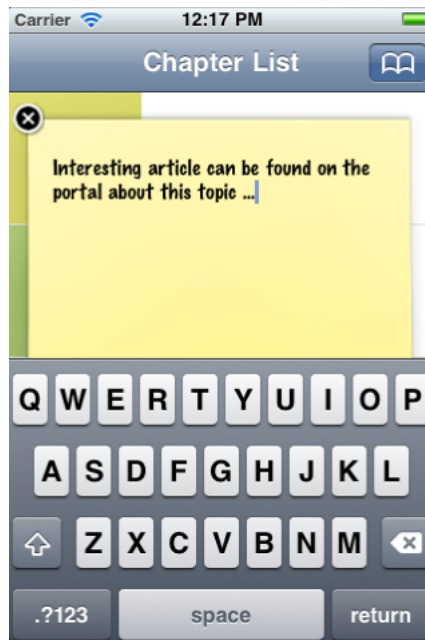 Carrier 12:17 PM
Chapter List
Interesting article can be found on the
portal about this topic ...
Q W E R T Y U I O P
A S D F G H J K L
Z X C V B N M
.?123 space return